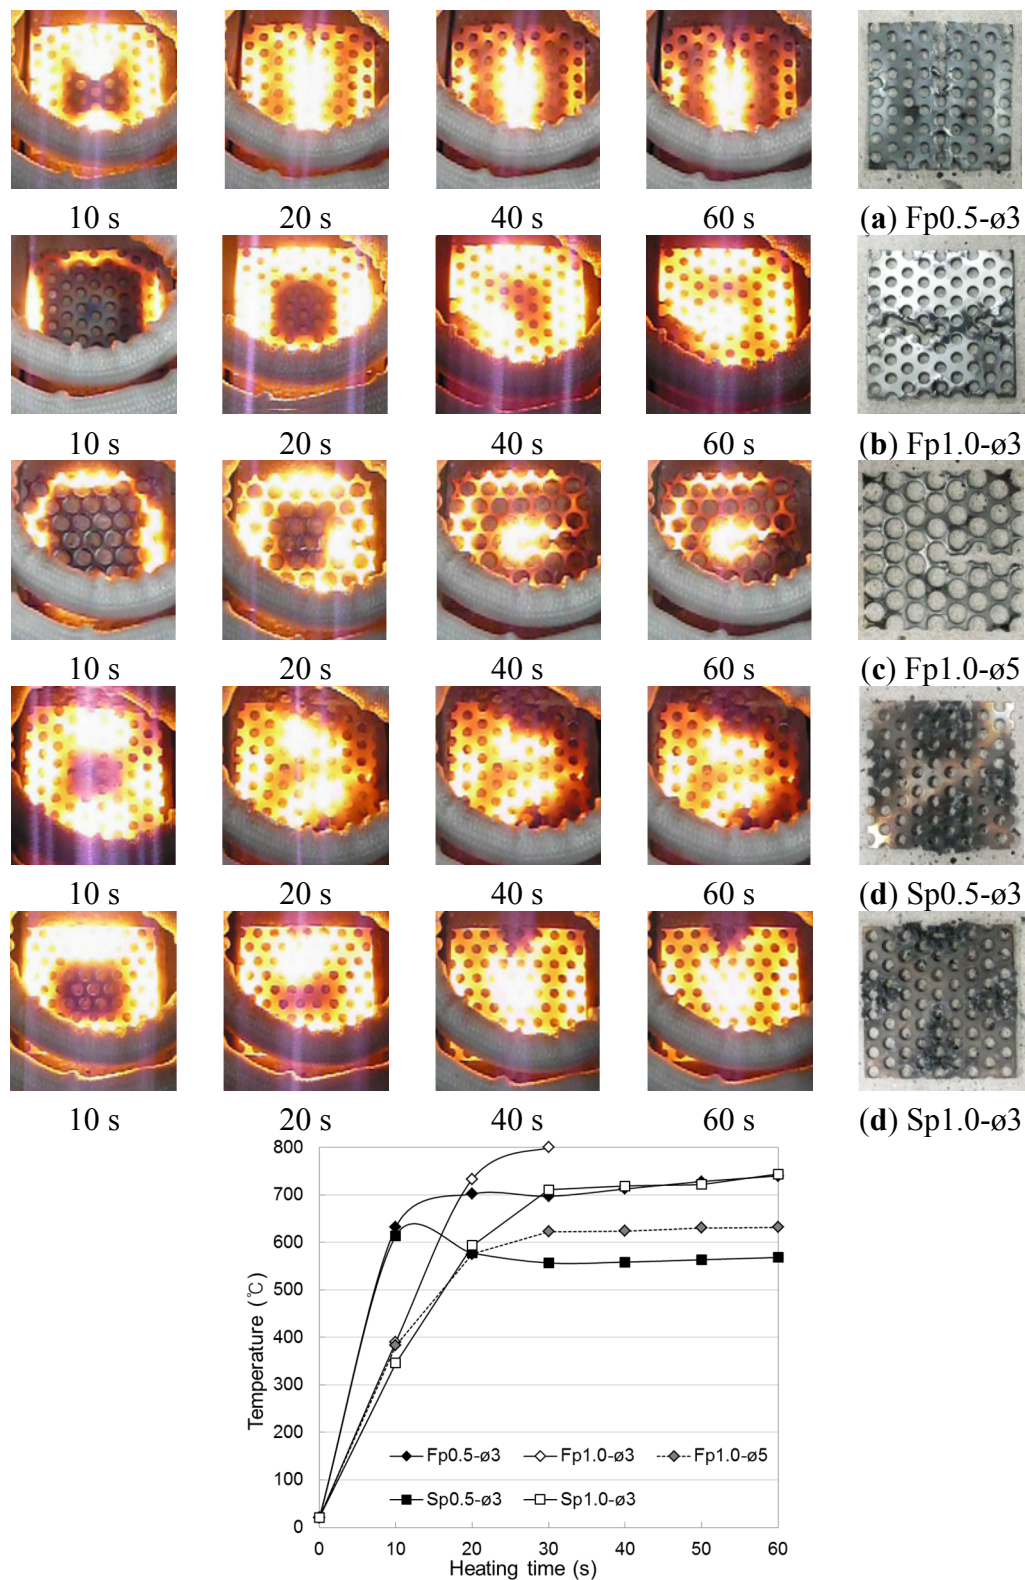 10 s 20 s 40 s 60 s (a) Fp0.5-ø3
10 s 20 s 40 s 60 s (b) Fp1.0-ø3
10 s 20 s 40 s 60 s (c) Fp1.0-ø5
10 s 20 s 40 s 60 s (d) Sp0.5-ø3
10 s 20 s 40 s 60 s (d) Sp1.0-ø3
800
700
600
500
400
300
200
100
0
Temperature (℃)
Fp0.5-ø3 Fp1.0-ø3 Fp1.0-ø5
Sp0.5-ø3 Sp1.0-ø3
0 10 20 30 40 50 60
Heating time (s)